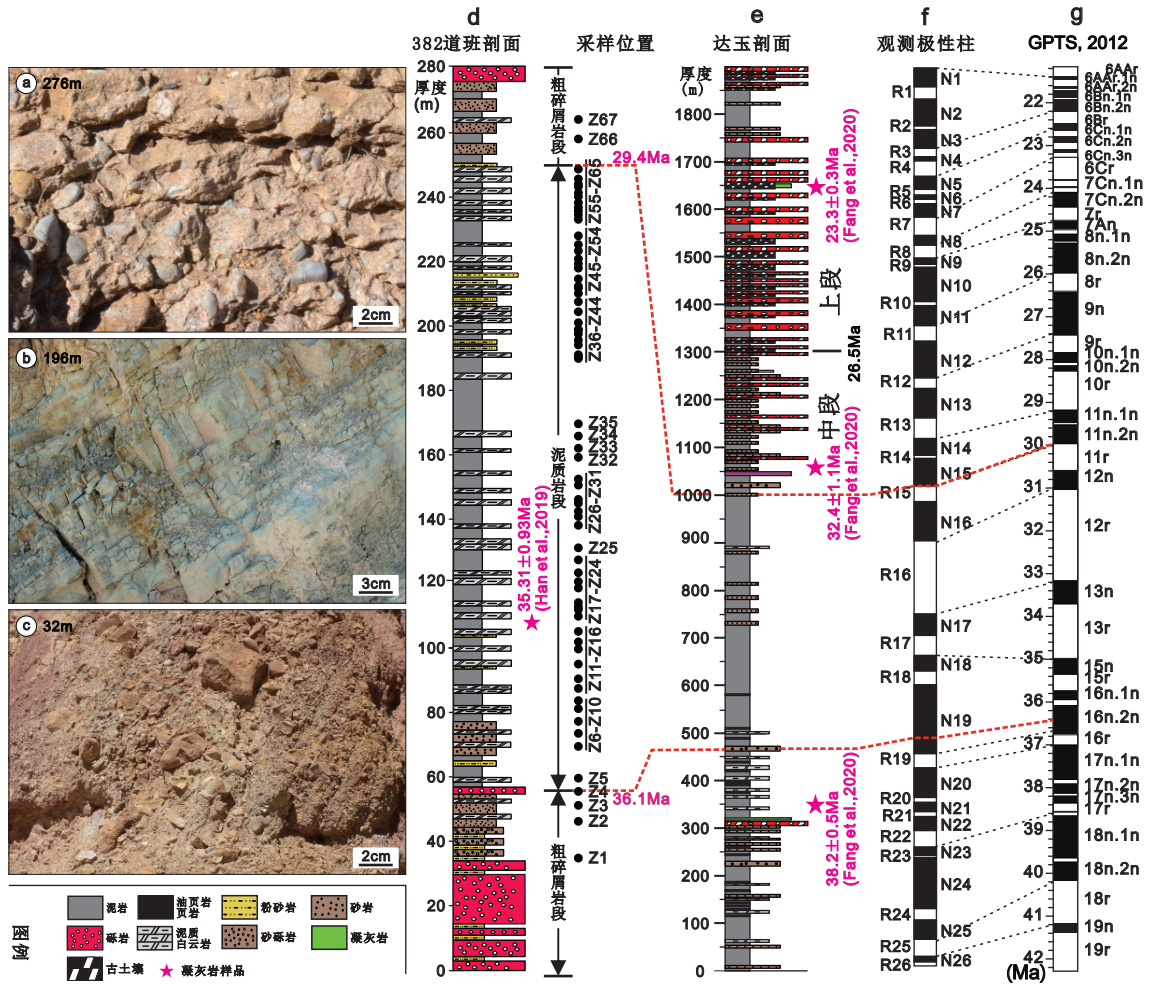 d
e
f
g
382道班剖面
采样位置
达玉剖面
观测极性柱
GPTS, 2012
a 276m
2cm
b 196m
3cm
c 32m
2cm
图例
泥岩
油页岩
页岩
粉砂岩
砂岩
砾岩
泥质
白云岩
砂砾岩
凝灰岩
古土壤
凝灰岩样品
厚度
(m)
280
260
240
220
200
180
160
140
120
100
80
60
40
20
0
35.31±0.93Ma
(Han et al.,2019)
粗碎屑岩段
泥质岩段
粗碎屑岩段
Z67
Z66
Z55-Z65
Z45-Z54
Z36-Z44
Z35
Z34
Z33
Z32
Z26-Z31
Z25
Z17-Z24
Z11-Z16
Z6-Z10
Z5
Z4
Z3
Z2
Z1
29.4Ma
36.1Ma
厚度
(m)
1800
1700
1600
1500
1400
1300
1200
1100
1000
900
800
700
600
500
400
300
200
100
0
23.3±0.3Ma
(Fang et al.,2020)
上段
26.5Ma
中段
32.4±1.1Ma
(Fang et al.,2020)
38.2±0.5Ma
(Fang et al.,2020)
R1
R2
R3
R4
R5
R6
R7
R8
R9
R10
R11
R12
R13
R14
R15
R16
R17
R18
R19
R20
R21
R22
R23
R24
R25
R26
N1
N2
N3
N4
N5
N6
N7
N8
N9
N10
N11
N12
N13
N14
N15
N16
N17
N18
N19
N20
N21
N22
N23
N24
N25
N26
22
23
24
25
26
27
28
29
30
31
32
33
34
35
36
37
38
39
40
41
42
(Ma)
6AAr
6AAr.1n
6AAr.2n
6Bn.1n
6Bn.2n
6Br
6Cn.1n
6Cn.2n
6Cn.3n
6Cr
7Cn.1n
7Cn.2n
7r
7An
8n.1n
8n.2n
8r
9n
9r
10n.1n
10n.2n
10r
11n.1n
11n.2n
11r
12n
12r
13n
13r
15n
15r
16n.1n
16n.2n
16r
17n.1n
17n.2n
17n.3n
17r
18n.1n
18n.2n
18r
19n
19r